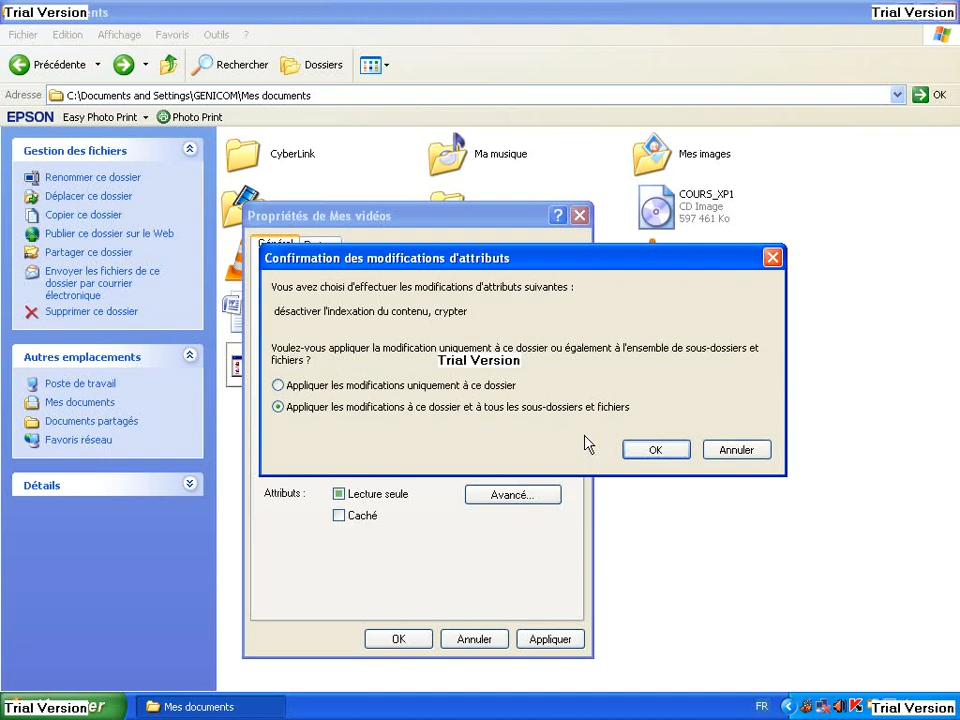 Trial Version
ents
Trial Version
Fichier Edition Affichage Favoris Outils ?
Précédente Rechercher Dossiers
Adresse C:\Documents and Settings\GENICOM\Mes documents OK
EPSON Easy Photo Print Photo Print
Gestion des fichiers
Renommer ce dossier
Déplacer ce dossier
Copier ce dossier
Publier ce dossier sur le Web
Partager ce dossier
Envoyer les fichiers de ce
dossier par courrier
électronique
Supprimer ce dossier
Autres emplacements
Poste de travail
Mes documents
Documents partagés
Favoris réseau
Détails
CyberLink
Ma musique
Mes images
COURS_XP1
CD Image
597 461 Ko
Propriétés de Mes vidéos
Général
Confirmation des modifications d'attributs
Vous avez choisi d'effectuer les modifications d'attributs suivantes :
désactiver l'indexation du contenu, crypter
Voulez-vous appliquer la modification uniquement à ce dossier ou également à l'ensemble de sous-dossiers et
fichiers ?
Trial Version
Appliquer les modifications uniquement à ce dossier
Appliquer les modifications à ce dossier et à tous les sous-dossiers et fichiers
OK Annuler
Attributs : Lecture seule Avancé...
Caché
OK Annuler Appliquer
Trial Version
er
Mes documents
FR
Trial Version